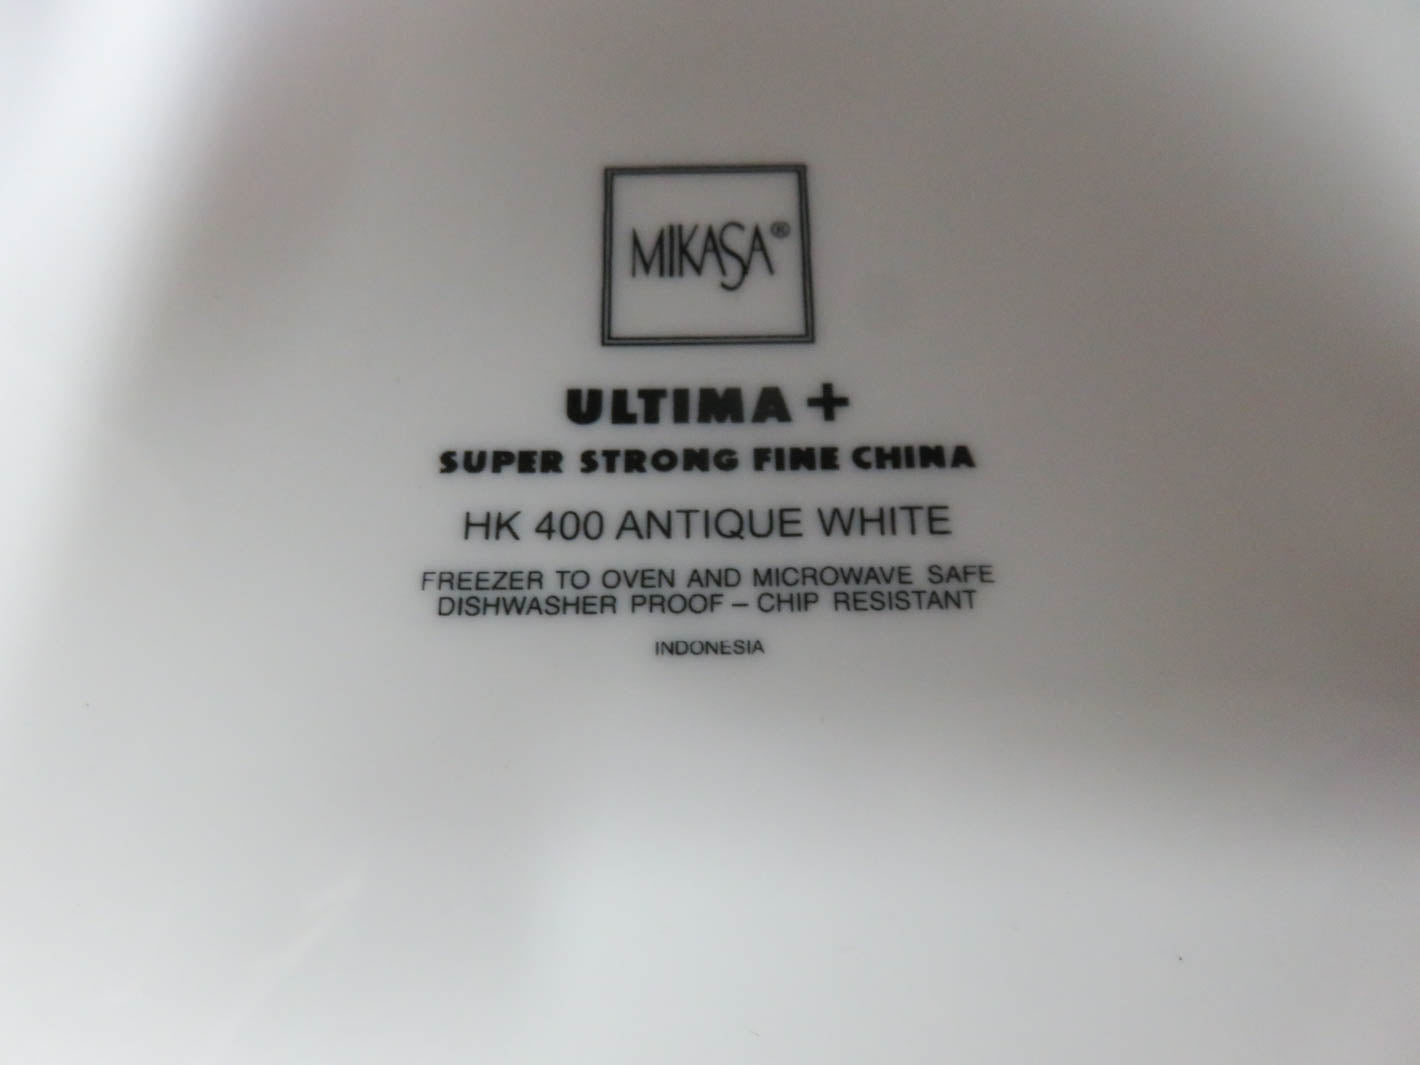 MIKASA®
ULTIMA +
SUPER STRONG FINE CHINA
HK 400 ANTIQUE WHITE
FREEZER TO OVEN AND MICROWAVE SAFE
DISHWASHER PROOF – CHIP RESISTANT
INDONESIA